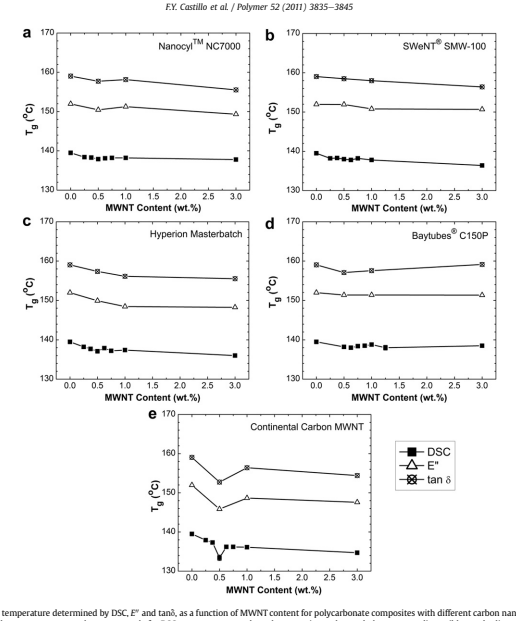 F.Y. Castillo et al. / Polymer 52 (2011) 3835–3845
a
Nanocyl™ NC7000
170
160
150
140
130
Tg (°C)
0.0 0.5 1.0 1.5 2.0 2.5 3.0
MWNT Content (wt.%)
b
SWeNT® SMW-100
170
160
150
140
130
Tg (°C)
0.0 0.5 1.0 1.5 2.0 2.5 3.0
MWNT Content (wt.%)
c
Hyperion Masterbatch
170
160
150
140
130
Tg (°C)
0.0 0.5 1.0 1.5 2.0 2.5 3.0
MWNT Content (wt.%)
d
Baytubes® C150P
170
160
150
140
130
Tg (°C)
0.0 0.5 1.0 1.5 2.0 2.5 3.0
MWNT Content (wt.%)
e
Continental Carbon MWNT
170
160
150
140
130
Tg (°C)
0.0 0.5 1.0 1.5 2.0 2.5 3.0
MWNT Content (wt.%)
DSC
E"
tan δ
temperature determined by DSC, E″ and tanδ, as a function of MWNT content for polycarbonate composites with different carbon nan